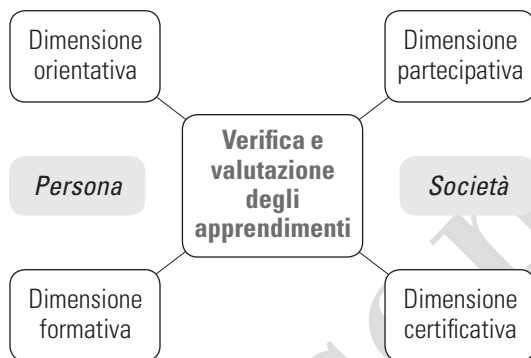 Dimensione
orientativa
Dimensione
partecipativa
Verifica e
valutazione
degli
apprendimenti
Persona
Società
Dimensione
formativa
Dimensione
certificativa